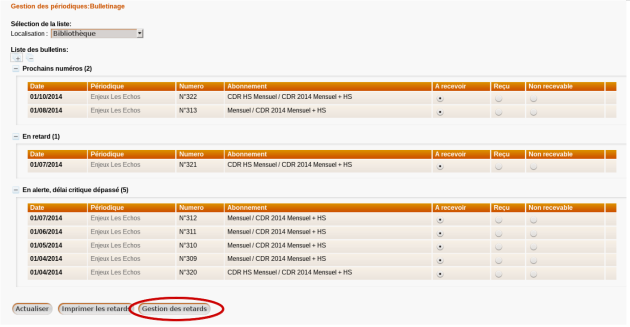 Gestion des périodiques:Bulletinage
Sélection de la liste:
Localisation : Bibliothèque
Liste des bulletins:
Prochains numéros (2)
Date Périodique Numero Abonnement A recevoir Reçu Non recevable
01/10/2014 Enjeux Les Echos N°322 CDR HS Mensuel / CDR 2014 Mensuel + HS
01/08/2014 Enjeux Les Echos N°313 Mensuel / CDR 2014 Mensuel + HS
En retard (1)
Date Périodique Numero Abonnement A recevoir Reçu Non recevable
01/07/2014 Enjeux Les Echos N°321 CDR HS Mensuel / CDR 2014 Mensuel + HS
En alerte, délai critique dépassé (5)
Date Périodique Numero Abonnement A recevoir Reçu Non recevable
01/07/2014 Enjeux Les Echos N°312 Mensuel / CDR 2014 Mensuel + HS
01/06/2014 Enjeux Les Echos N°311 Mensuel / CDR 2014 Mensuel + HS
01/05/2014 Enjeux Les Echos N°310 Mensuel / CDR 2014 Mensuel + HS
01/04/2014 Enjeux Les Echos N°309 Mensuel / CDR 2014 Mensuel + HS
01/04/2014 Enjeux Les Echos N°320 CDR HS Mensuel / CDR 2014 Mensuel + HS
Actualiser Imprimer les retards Gestion des retards